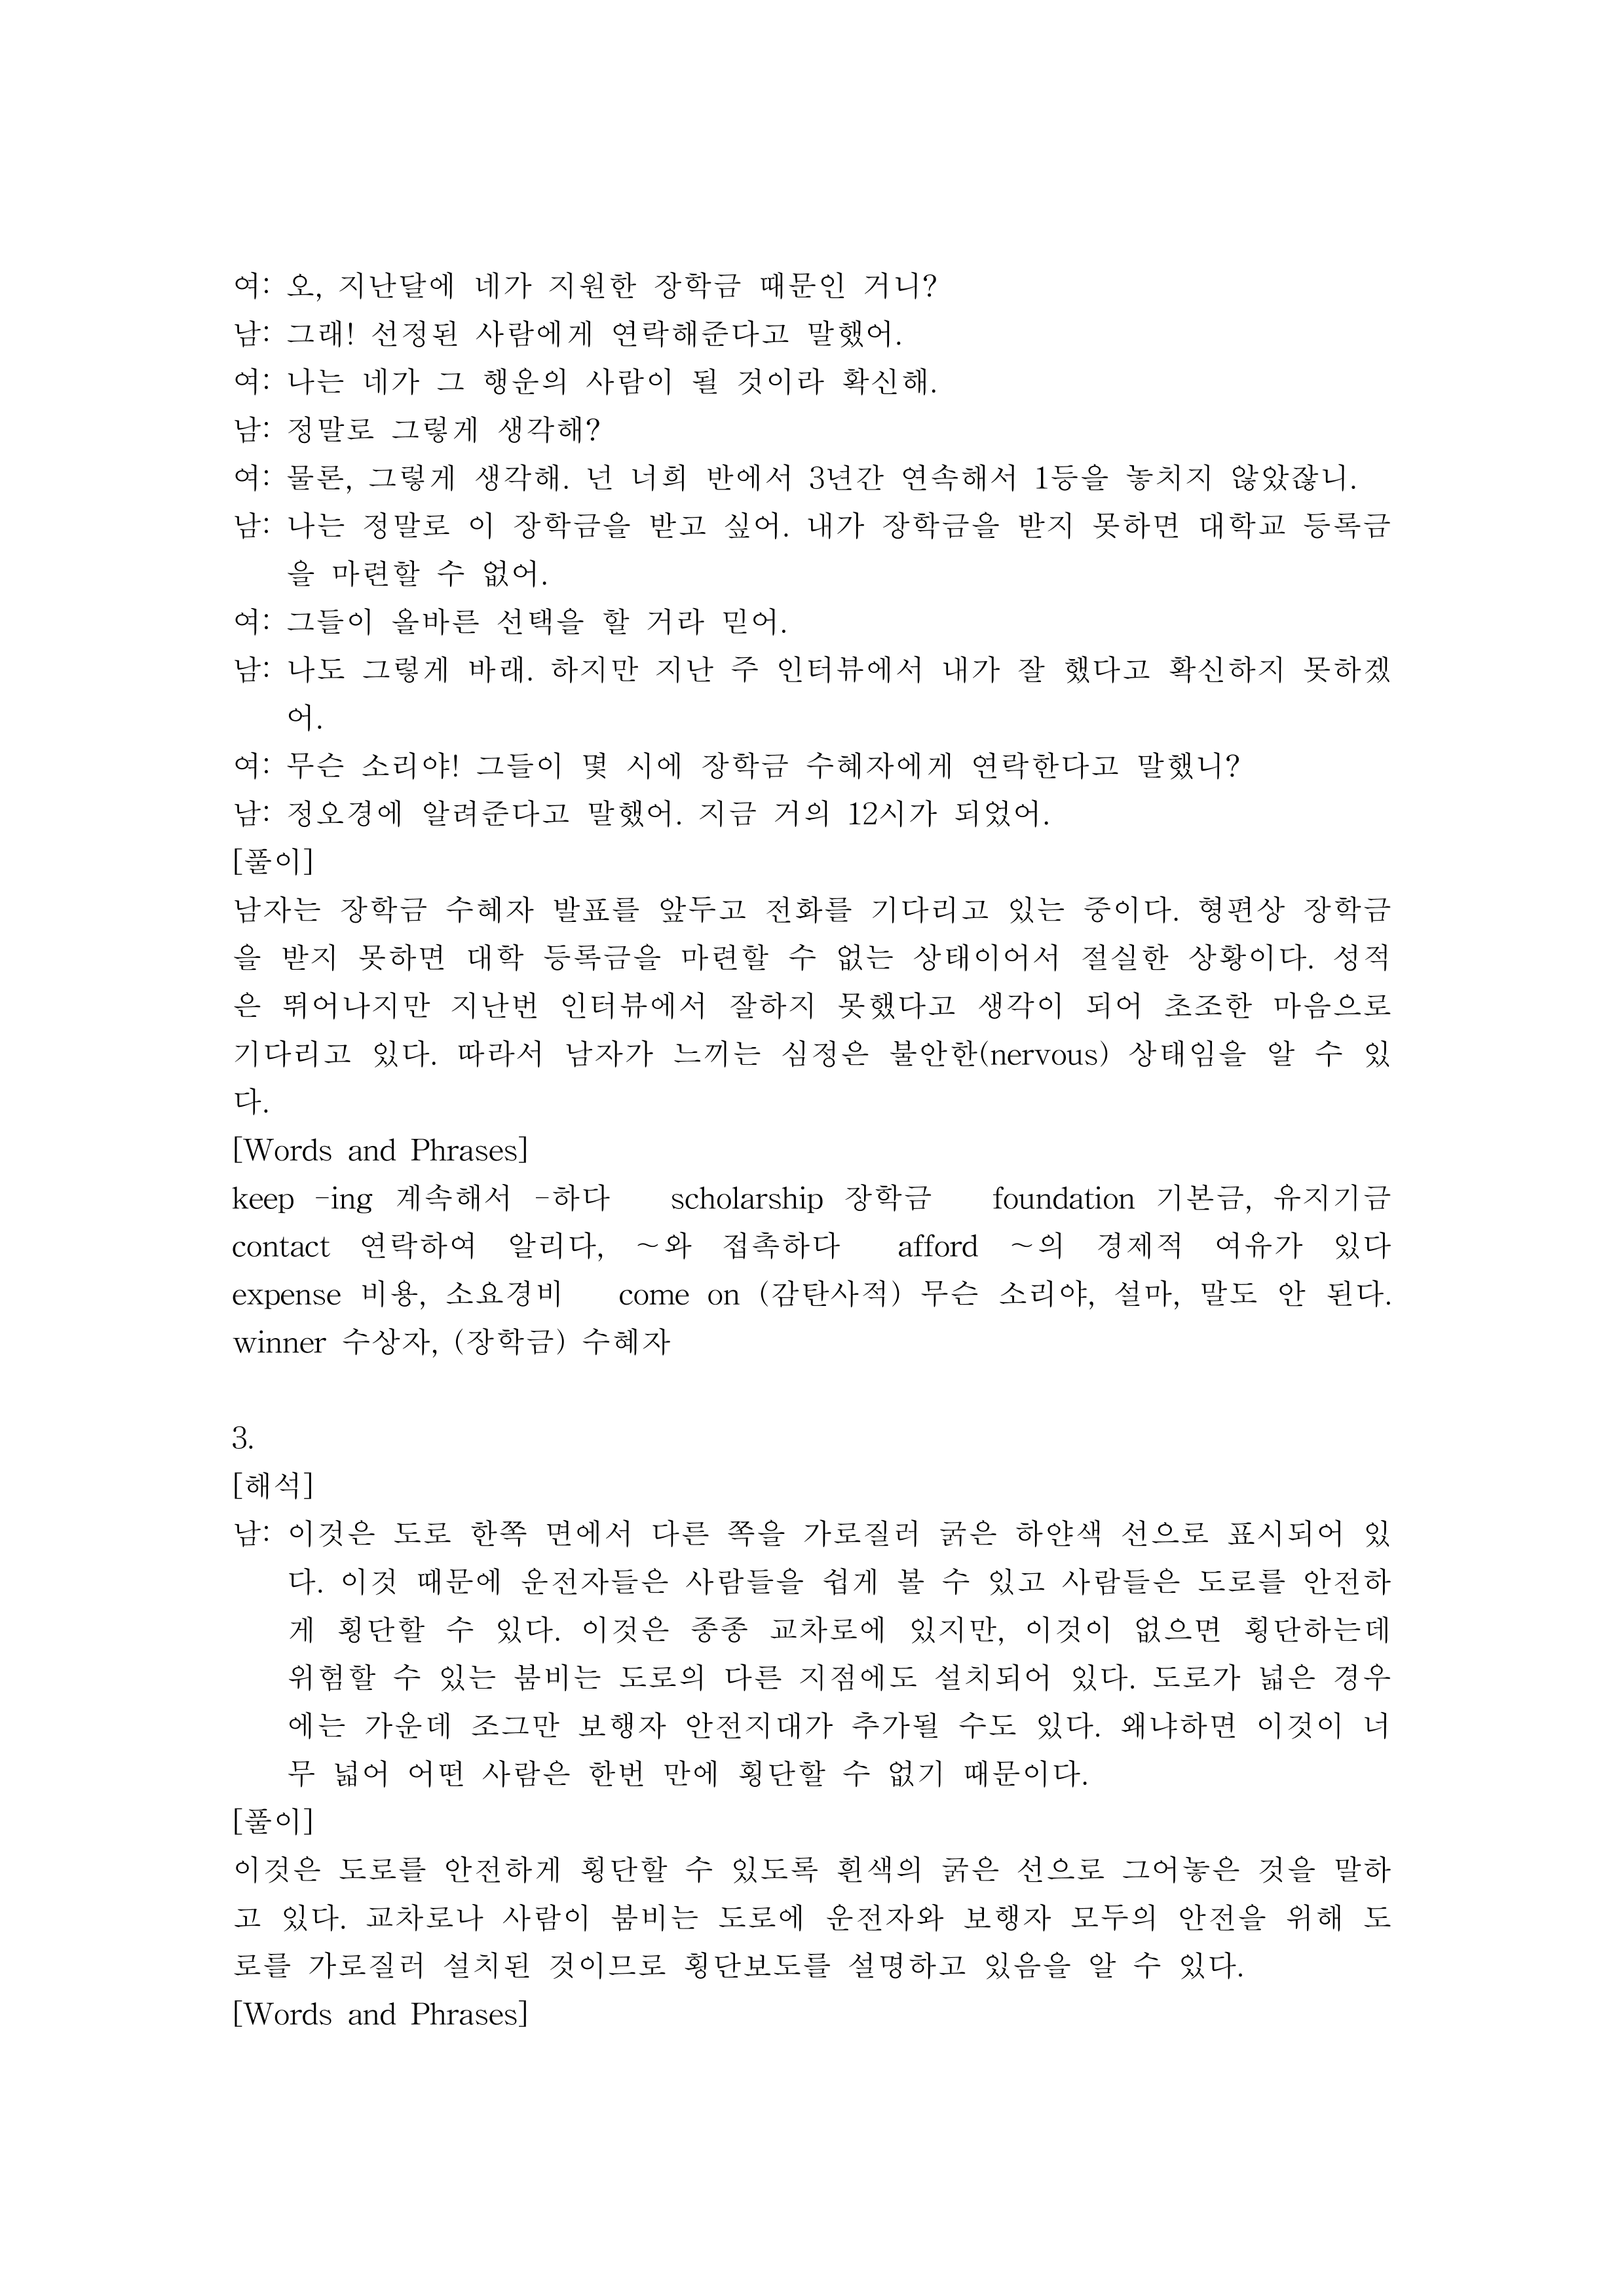 여: 오, 지난달에 네가 지원한 장학금 때문인 거니?
남: 그래! 선정된 사람에게 연락해준다고 말했어.
여: 나는 네가 그 행운의 사람이 될 것이라 확신해.
남: 정말로 그렇게 생각해?
여: 물론, 그렇게 생각해. 넌 너희 반에서 3년간 연속해서 1등을 놓치지 않았잖니.
남: 나는 정말로 이 장학금을 받고 싶어. 내가 장학금을 받지 못하면 대학교 등록금
을 마련할 수 없어.
여: 그들이 올바른 선택을 할 거라 믿어.
남: 나도 그렇게 바래. 하지만 지난 주 인터뷰에서 내가 잘 했다고 확신하지 못하겠
어.
여: 무슨 소리야! 그들이 몇 시에 장학금 수혜자에게 연락한다고 말했니?
남: 정오경에 알려준다고 말했어. 지금 거의 12시가 되었어.
[풀이]
남자는 장학금 수혜자 발표를 앞두고 전화를 기다리고 있는 중이다. 형편상 장학금
을 받지 못하면 대학 등록금을 마련할 수 없는 상태이어서 절실한 상황이다. 성적
은 뛰어나지만 지난번 인터뷰에서 잘하지 못했다고 생각이 되어 초조한 마음으로
기다리고 있다. 따라서 남자가 느끼는 심정은 불안한(nervous) 상태임을 알 수 있
다.
[Words and Phrases]
keep -ing 계속해서 -하다 scholarship 장학금 foundation 기본금, 유지기금
contact 연락하여 알리다, ~와 접촉하다 afford ~의 경제적 여유가 있다
expense 비용, 소요경비 come on (감탄사적) 무슨 소리야, 설마, 말도 안 된다.
winner 수상자, (장학금) 수혜자
3.
[해석]
남: 이것은 도로 한쪽 면에서 다른 쪽을 가로질러 굵은 하얀색 선으로 표시되어 있
다. 이것 때문에 운전자들은 사람들을 쉽게 볼 수 있고 사람들은 도로를 안전하
게 횡단할 수 있다. 이것은 종종 교차로에 있지만, 이것이 없으면 횡단하는데
위험할 수 있는 붐비는 도로의 다른 지점에도 설치되어 있다. 도로가 넓은 경우
에는 가운데 조그만 보행자 안전지대가 추가될 수도 있다. 왜냐하면 이것이 너
무 넓어 어떤 사람은 한번 만에 횡단할 수 없기 때문이다.
[풀이]
이것은 도로를 안전하게 횡단할 수 있도록 흰색의 굵은 선으로 그어놓은 것을 말하
고 있다. 교차로나 사람이 붐비는 도로에 운전자와 보행자 모두의 안전을 위해 도
로를 가로질러 설치된 것이므로 횡단보도를 설명하고 있음을 알 수 있다.
[Words and Phrases]